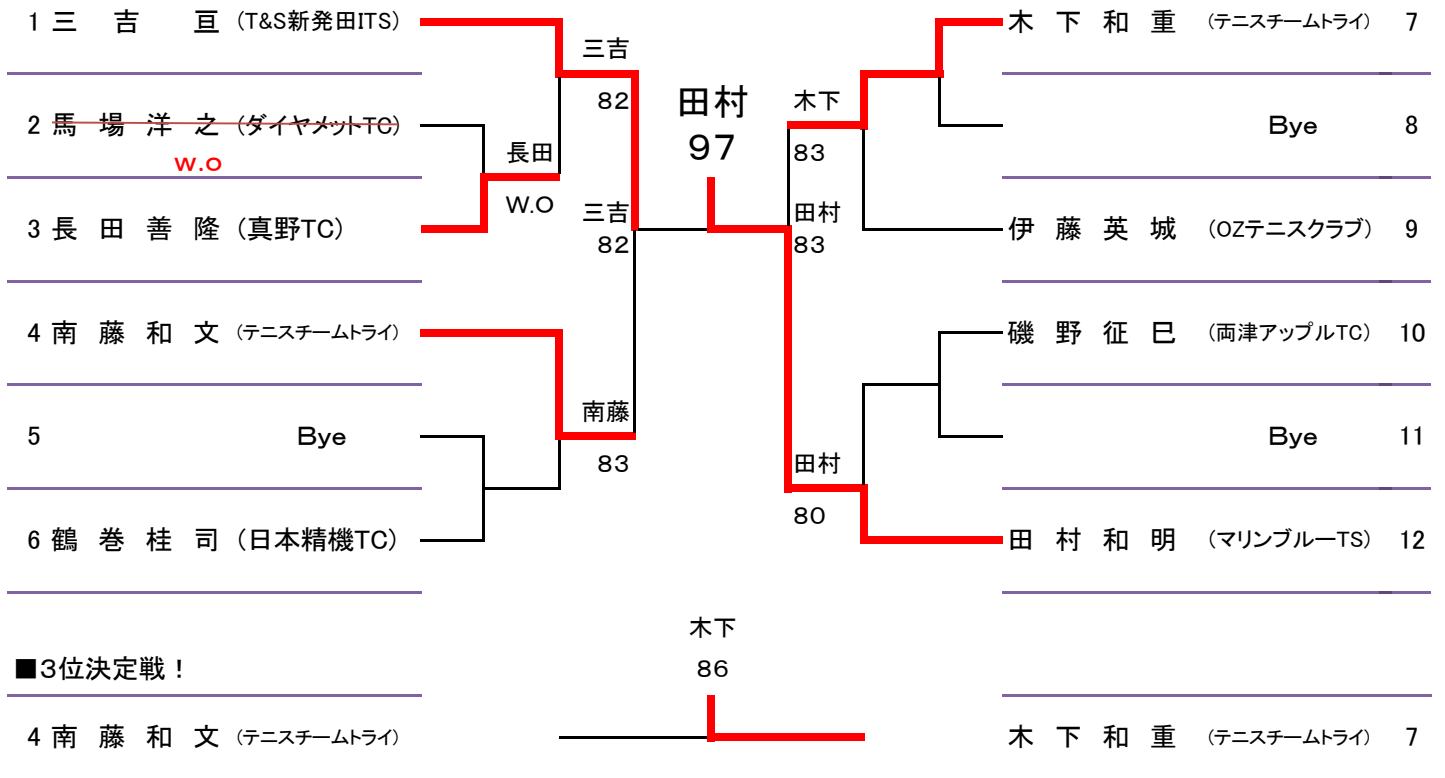 1 三 吉 亘 (T&S新発田ITS)
三吉
82
2 馬 場 洋 之 (ダイヤメットTC)
W.O
長田
W.O
3 長 田 善 隆 (真野TC)
三吉
82
4 南 藤 和 文 (テニスチームトライ)
南藤
83
5 Bye
6 鶴 巻 桂 司 (日本精機TC)
田村
97
木 下 和 重 (テニスチームトライ) 7
木下
83
Bye 8
田村
83
伊 藤 英 城 (OZテニスクラブ) 9
磯 野 征 巳 (両津アップルTC) 10
Bye 11
田村
80
田 村 和 明 (マリンブルーTS) 12
■3位決定戦!
木下
86
4 南 藤 和 文 (テニスチームトライ)
木 下 和 重 (テニスチームトライ) 7